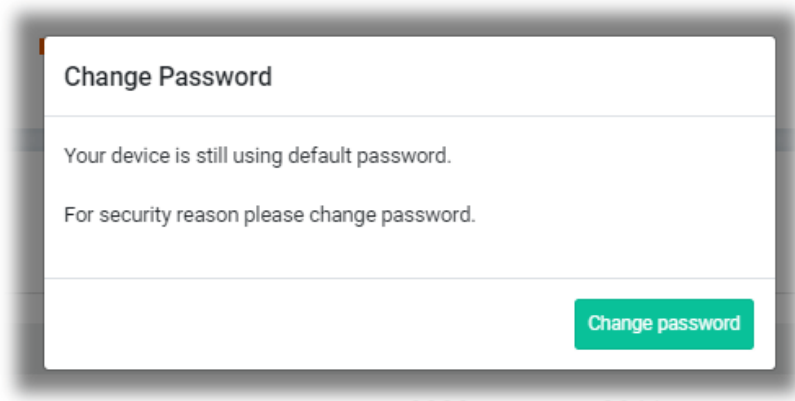 Change Password
Your device is still using default password.
For security reason please change password.
Change password